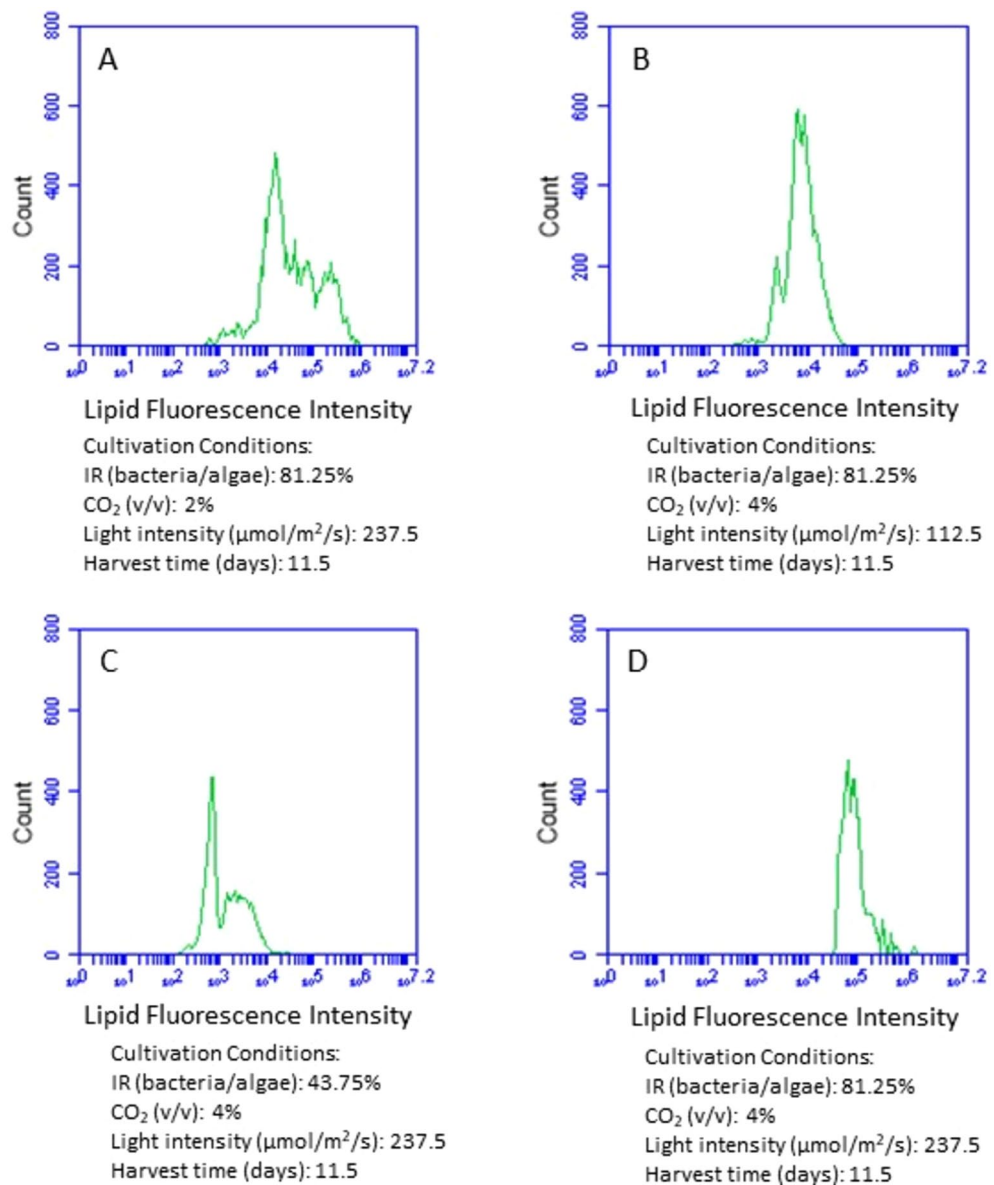 A
800
600
400
200
0
Count
10^0 10^1 10^2 10^3 10^4 10^5 10^6 10^7.2
Lipid Fluorescence Intensity
Cultivation Conditions:
IR (bacteria/algae): 81.25%
CO₂ (v/v): 2%
Light intensity (µmol/m²/s): 237.5
Harvest time (days): 11.5
B
800
600
400
200
0
Count
10^0 10^1 10^2 10^3 10^4 10^5 10^6 10^7.2
Lipid Fluorescence Intensity
Cultivation Conditions:
IR (bacteria/algae): 81.25%
CO₂ (v/v): 4%
Light intensity (µmol/m²/s): 112.5
Harvest time (days): 11.5
C
800
600
400
200
0
Count
10^0 10^1 10^2 10^3 10^4 10^5 10^6 10^7.2
Lipid Fluorescence Intensity
Cultivation Conditions:
IR (bacteria/algae): 43.75%
CO₂ (v/v): 4%
Light intensity (µmol/m²/s): 237.5
Harvest time (days): 11.5
D
800
600
400
200
0
Count
10^0 10^1 10^2 10^3 10^4 10^5 10^6 10^7.2
Lipid Fluorescence Intensity
Cultivation Conditions:
IR (bacteria/algae): 81.25%
CO₂ (v/v): 4%
Light intensity (µmol/m²/s): 237.5
Harvest time (days): 11.5